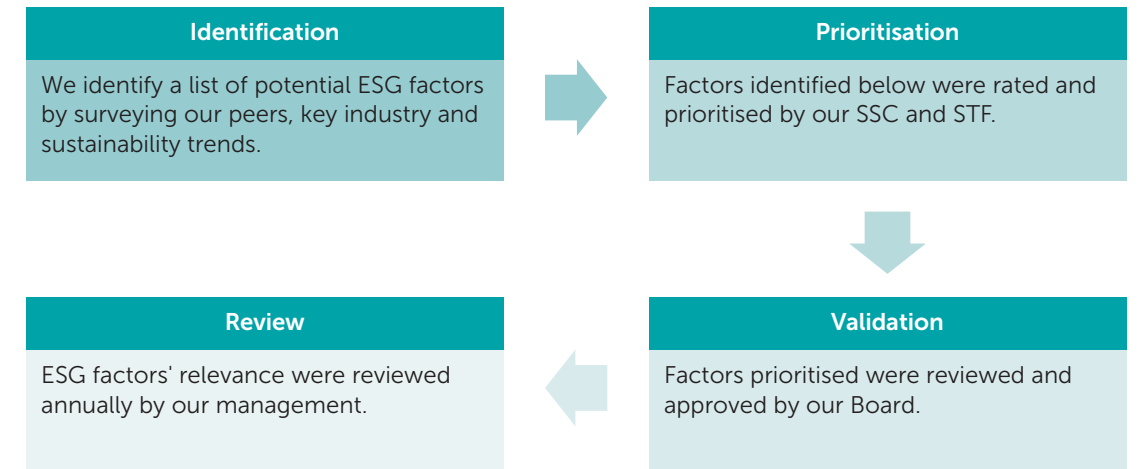 Identification
We identify a list of potential ESG factors
by surveying our peers, key industry and
sustainability trends.
Prioritisation
Factors identified below were rated and
prioritised by our SSC and STF.
Validation
Factors prioritised were reviewed and
approved by our Board.
Review
ESG factors' relevance were reviewed
annually by our management.